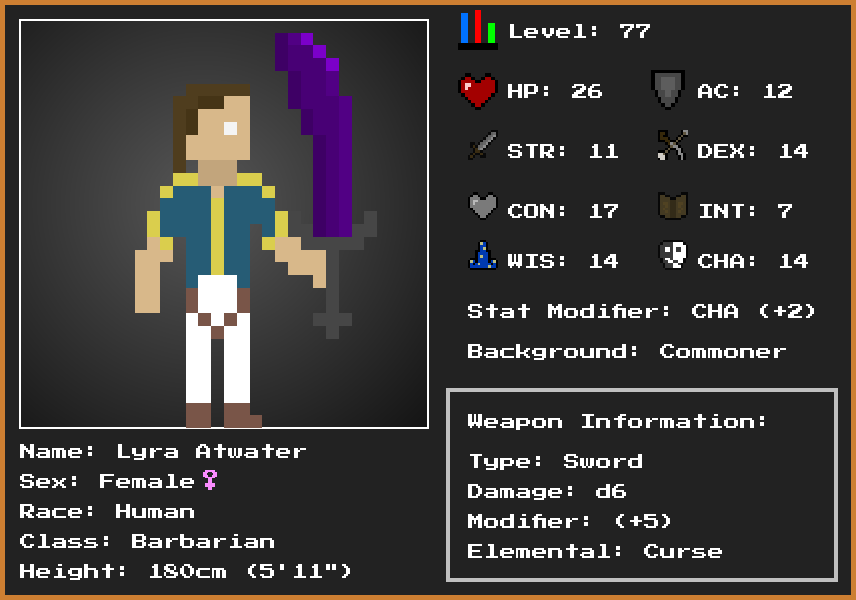 Level: 77
HP: 26
AC: 12
STR: 11
DEX: 14
CON: 17
INT: 7
WIS: 14
CHA: 14
Stat Modifier: CHA (+2)
Background: Commoner
Weapon Information:
Type: Sword
Damage: d6
Modifier: (+5)
Elemental: Curse
Name: Lyra Atwater
Sex: Female♀
Race: Human
Class: Barbarian
Height: 180cm (5'11")